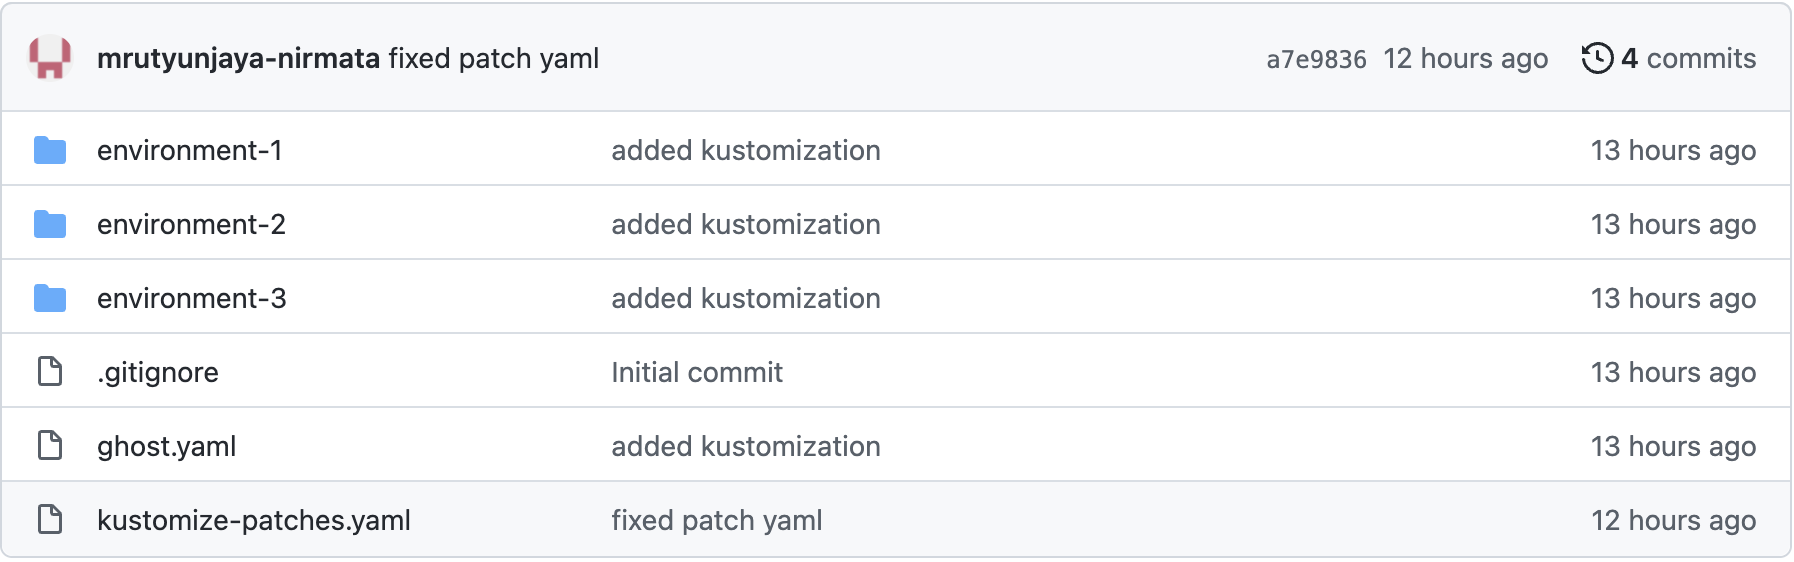 mrutyunjaya-nirmata fixed patch yaml a7e9836 12 hours ago 4 commits
environment-1 added kustomization 13 hours ago
environment-2 added kustomization 13 hours ago
environment-3 added kustomization 13 hours ago
.gitignore Initial commit 13 hours ago
ghost.yaml added kustomization 13 hours ago
kustomize-patches.yaml fixed patch yaml 12 hours ago